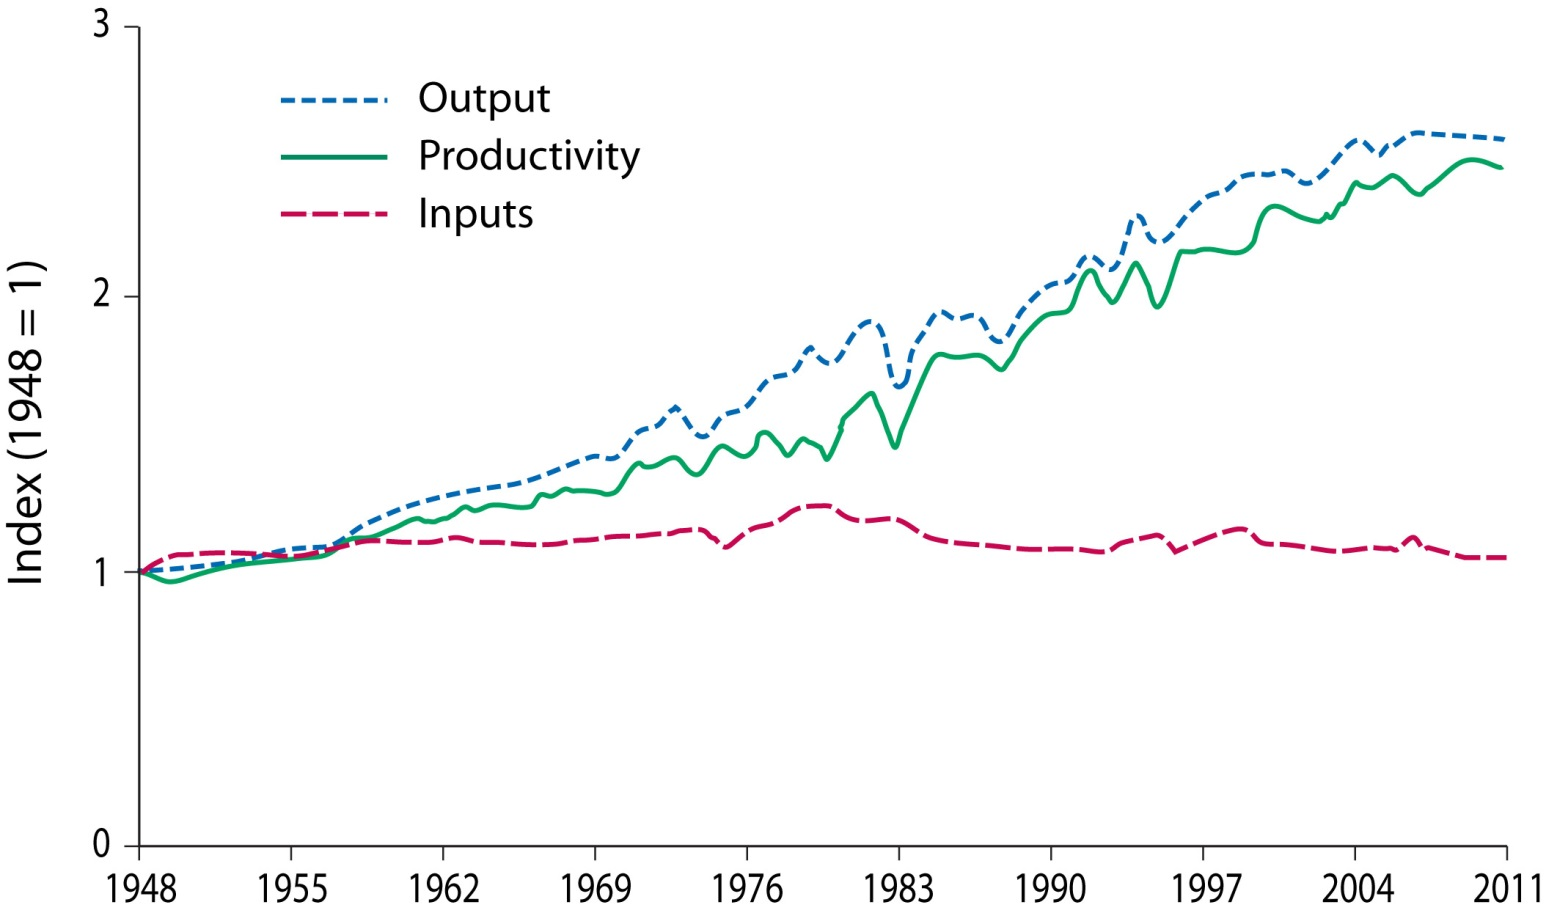 3
Output
Productivity
Inputs
2
1
0
Index (1948 = 1)
1948 1955 1962 1969 1976 1983 1990 1997 2004 2011